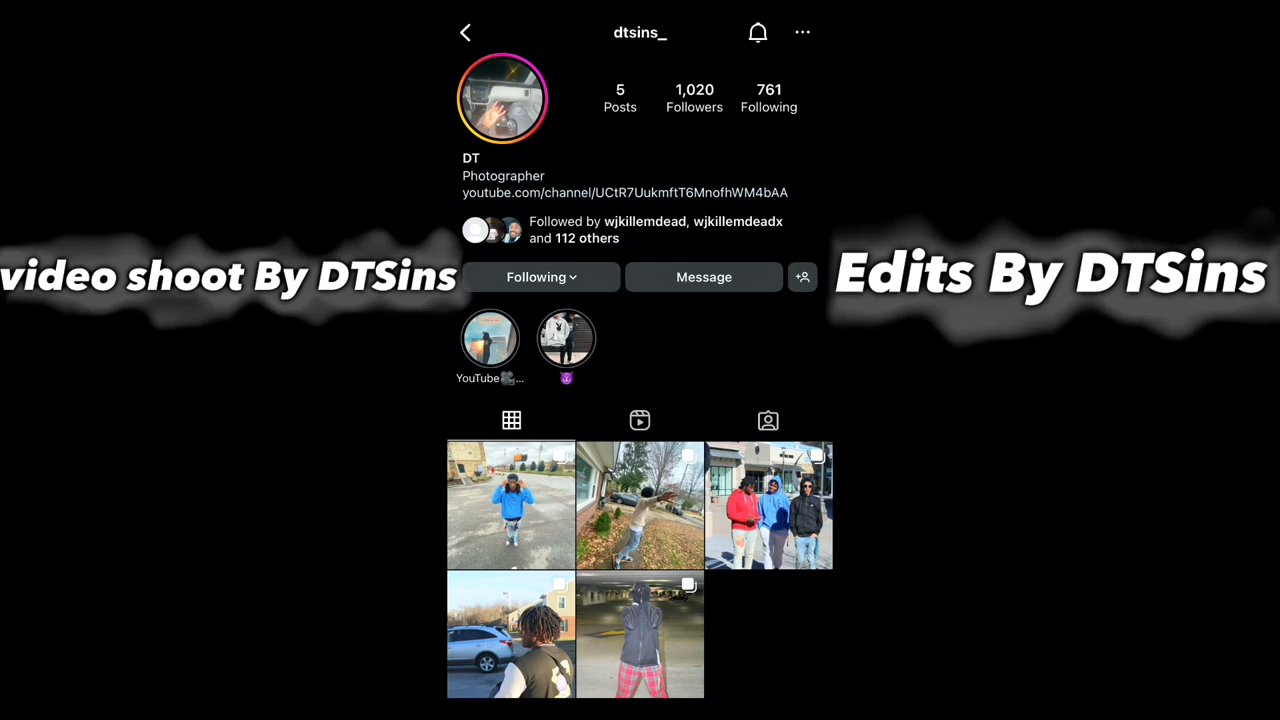 dtsins_
5
1,020
761
Posts
Followers
Following
DT
Photographer
youtube.com/channel/UCtR7UukmftT6MnofhWM4bAA
Followed by wjkillemdead, wjkillemdeadx
and 112 others
video shoot By DTSins
Following
Message
Edits By DTSins
YouTube🎥...
😈